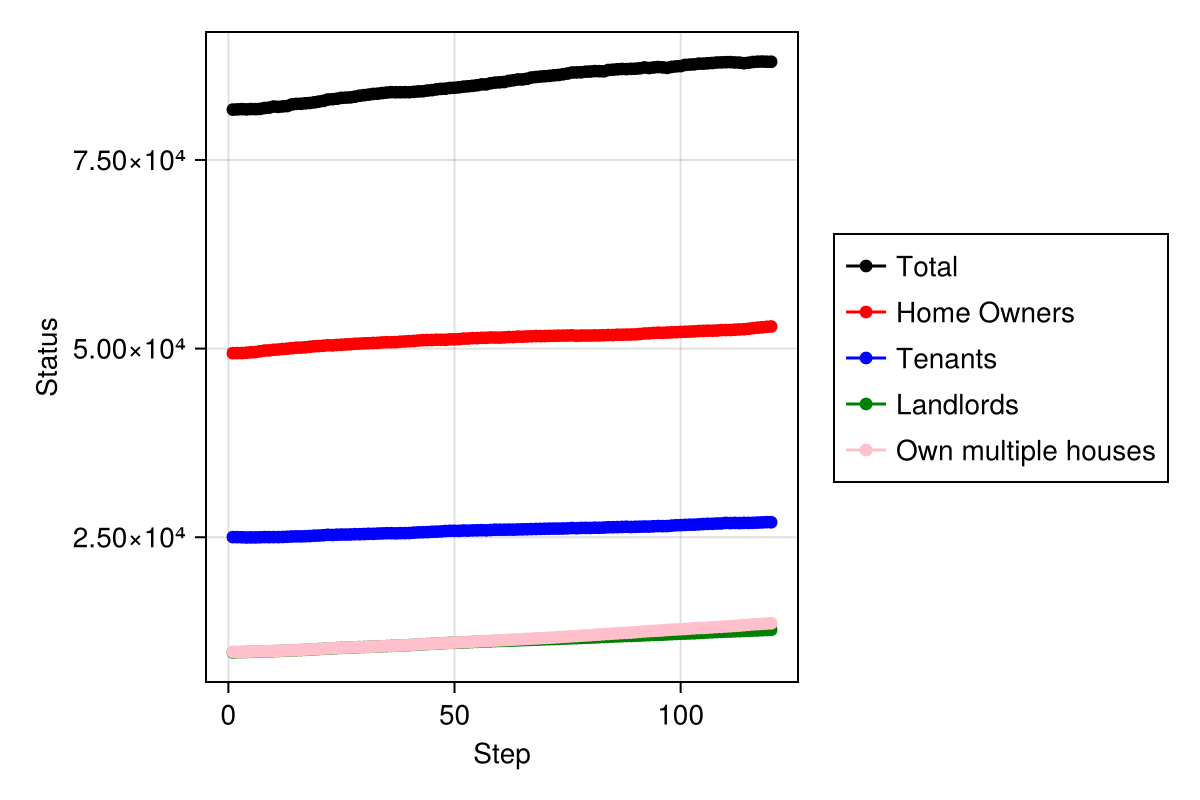 7.50×10⁴
5.00×10⁴
2.50×10⁴
Status
0 50 100
Step
Total
Home Owners
Tenants
Landlords
Own multiple houses